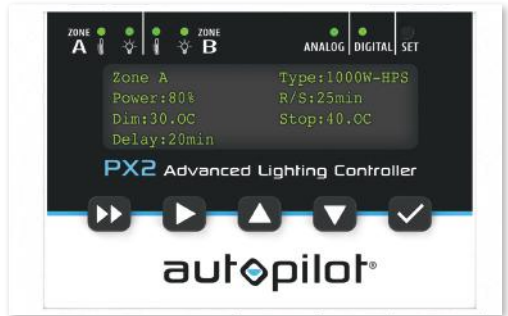 ZONE A ZONE B ANALOG DIGITAL SET
Zone A Type:1000W-HPS
Power:80% R/S:25min
Dim:30.0C Stop:40.0C
Delay:20min
PX2 Advanced Lighting Controller
autopilot®